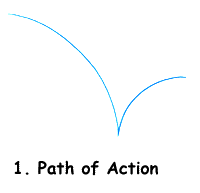 1. Path of Action